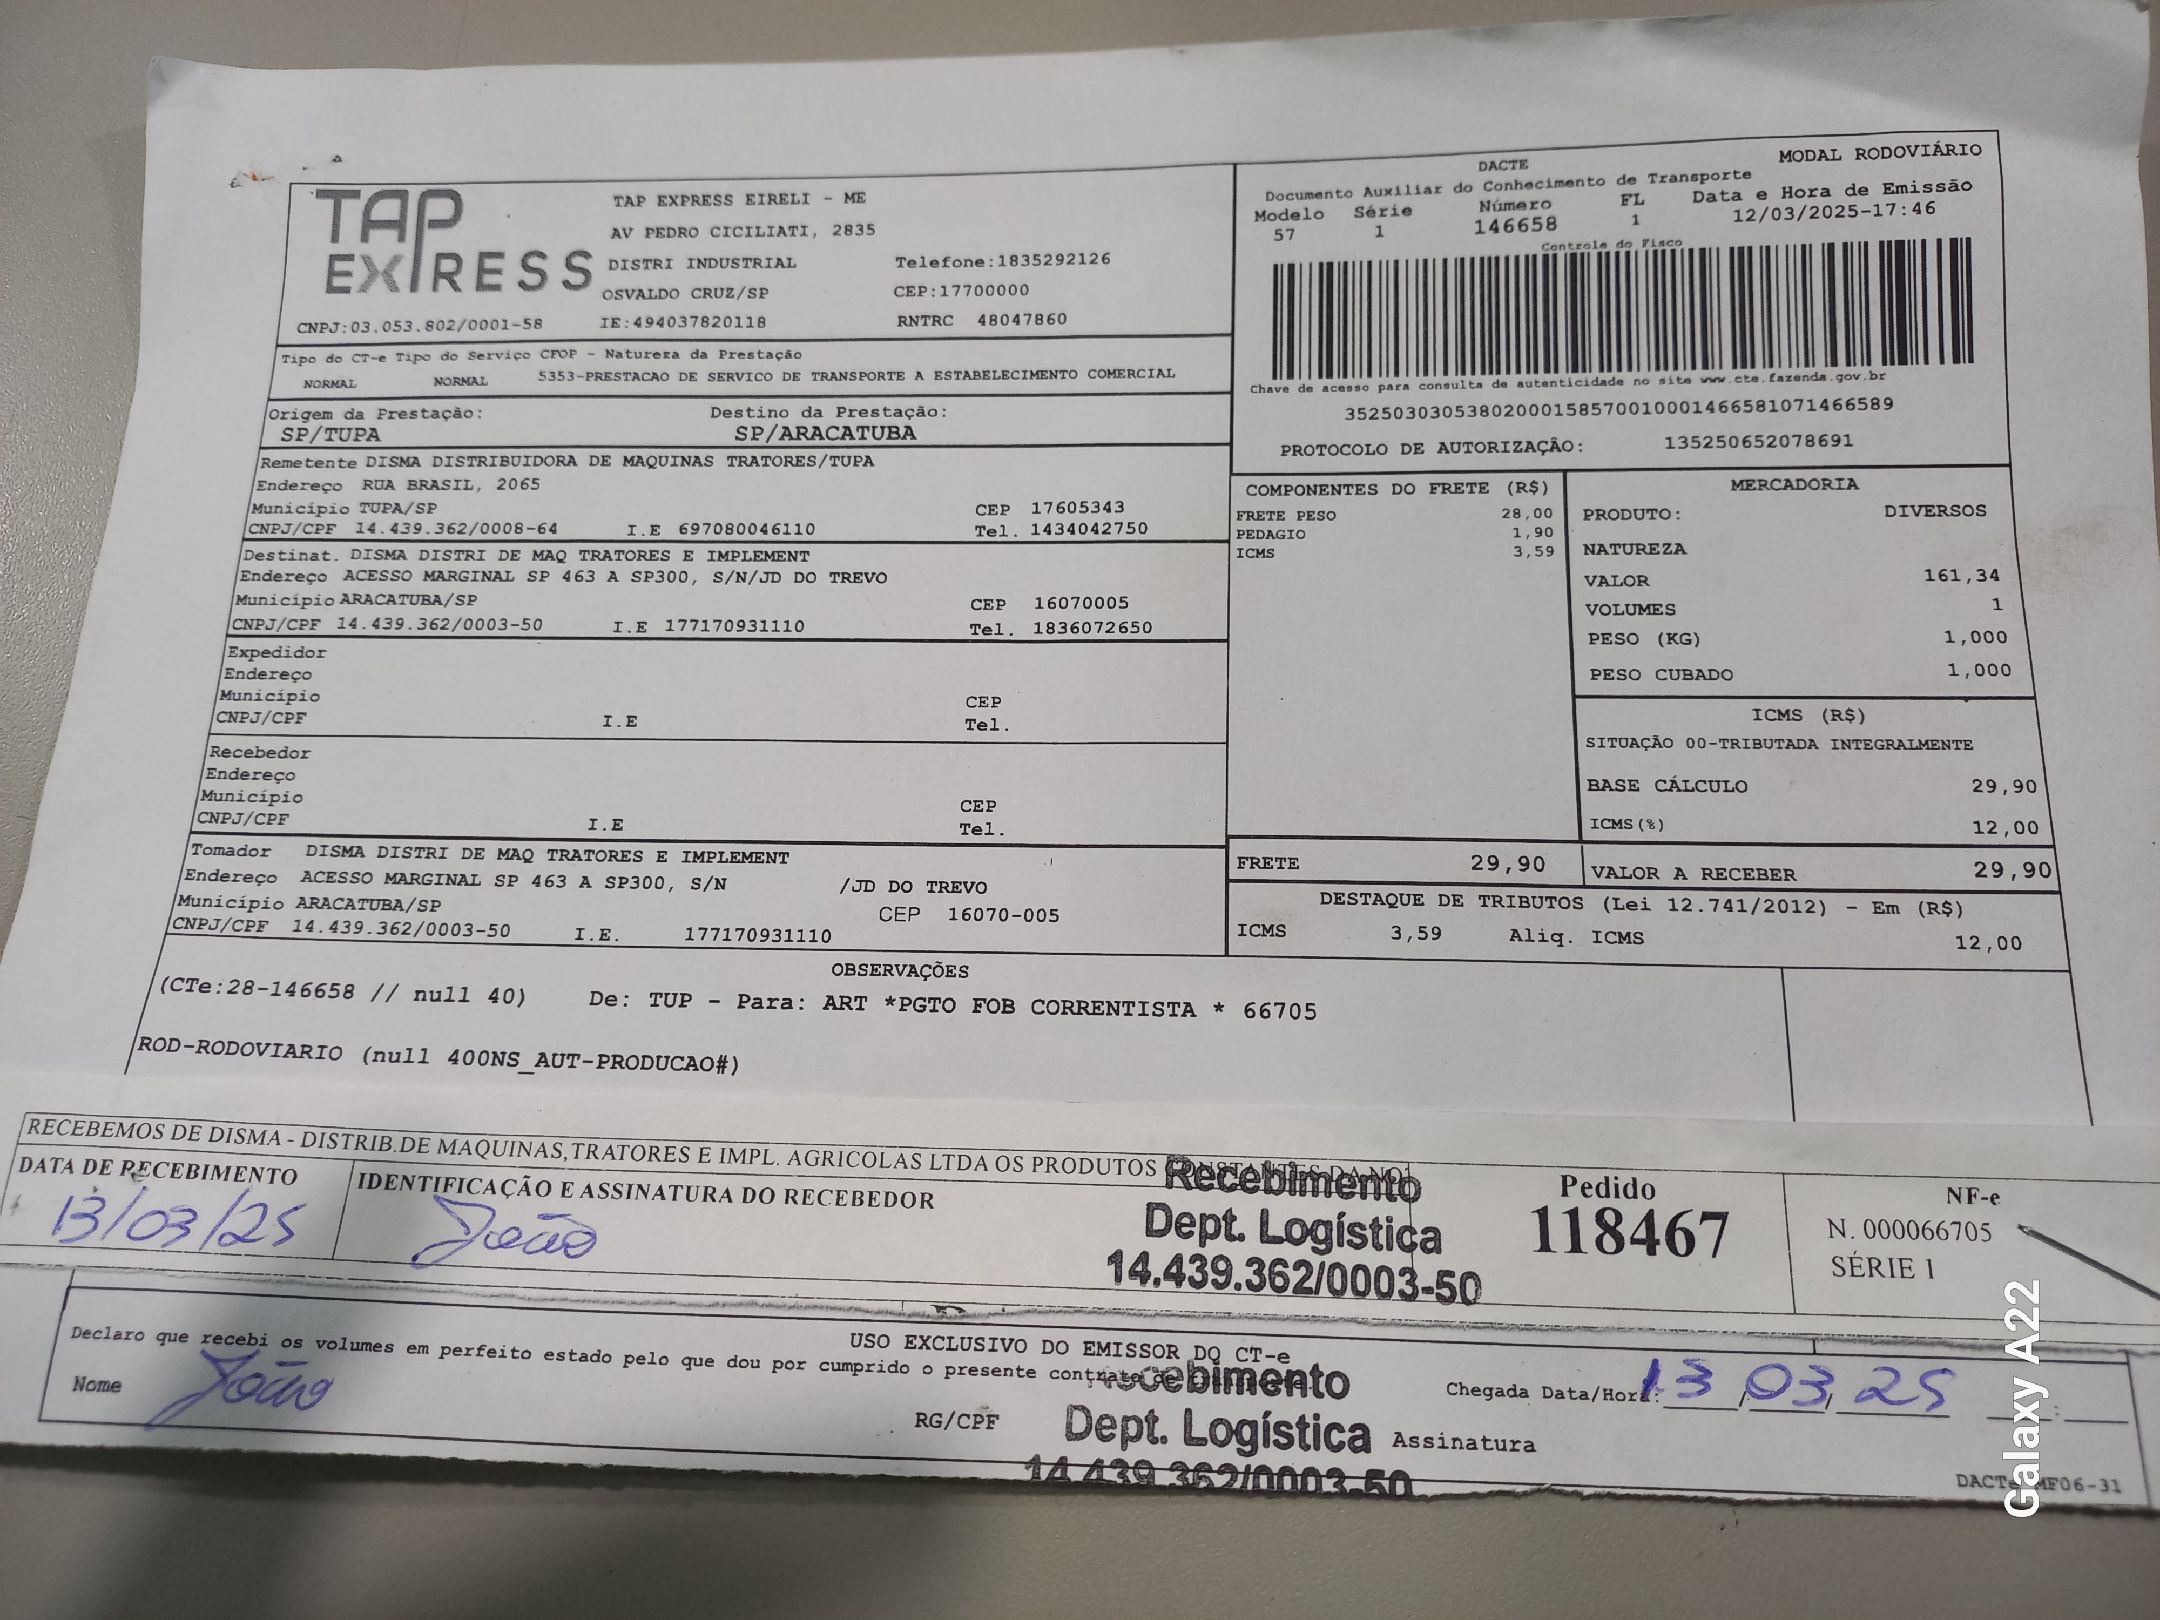 TAP EXPRESS
TAP EXPRESS EIRELI - ME
AV PEDRO CICILIATI, 2835
DISTRI INDUSTRIAL Telefone:1835292126
OSVALDO CRUZ/SP CEP:17700000
CNPJ:03.053.802/0001-58 IE:494037820118 RNTRC 48047860
DACTE MODAL RODOVIÁRIO
Documento Auxiliar do Conhecimento de Transporte
Modelo Série Número FL Data e Hora de Emissão
57 1 146658 1 12/03/2025-17:46
Controle do Fisco
Chave de acesso para consulta de autenticidade no site www.cte.fazenda.gov.br
35250303053802000158570010001466581071466589
PROTOCOLO DE AUTORIZAÇÃO: 135250652078691
Tipo do CT-e Tipo do Serviço CFOP - Natureza da Prestação
NORMAL NORMAL 5353-PRESTACAO DE SERVICO DE TRANSPORTE A ESTABELECIMENTO COMERCIAL
Origem da Prestação: Destino da Prestação:
SP/TUPA SP/ARACATUBA
Remetente DISMA DISTRIBUIDORA DE MAQUINAS TRATORES/TUPA
Endereço RUA BRASIL, 2065
Município TUPA/SP CEP 17605343
CNPJ/CPF 14.439.362/0008-64 I.E 697080046110 Tel. 1434042750
Destinat. DISMA DISTRI DE MAQ TRATORES E IMPLEMENT
Endereço ACESSO MARGINAL SP 463 A SP300, S/N/JD DO TREVO
Município ARACATUBA/SP CEP 16070005
CNPJ/CPF 14.439.362/0003-50 I.E 177170931110 Tel. 1836072650
Expedidor
Endereço
Município CEP
CNPJ/CPF I.E Tel.
Recebedor
Endereço
Município CEP
CNPJ/CPF I.E Tel.
Tomador DISMA DISTRI DE MAQ TRATORES E IMPLEMENT
Endereço ACESSO MARGINAL SP 463 A SP300, S/N /JD DO TREVO
Município ARACATUBA/SP CEP 16070-005
CNPJ/CPF 14.439.362/0003-50 I.E. 177170931110
COMPONENTES DO FRETE (R$)
FRETE PESO 28,00
PEDAGIO 1,90
ICMS 3,59
MERCADORIA
PRODUTO: DIVERSOS
NATUREZA
VALOR 161,34
VOLUMES 1
PESO (KG) 1,000
PESO CUBADO 1,000
ICMS (R$)
SITUAÇÃO 00-TRIBUTADA INTEGRALMENTE
BASE CÁLCULO 29,90
ICMS(%) 12,00
FRETE 29,90 VALOR A RECEBER 29,90
DESTAQUE DE TRIBUTOS (Lei 12.741/2012) - Em (R$)
ICMS 3,59 Aliq. ICMS 12,00
OBSERVAÇÕES
(CTe:28-146658 // null 40) De: TUP - Para: ART *PGTO FOB CORRENTISTA * 66705
ROD-RODOVIARIO (null 400NS_AUT-PRODUCAO#)
RECEBEMOS DE DISMA - DISTRIB.DE MAQUINAS,TRATORES E IMPL. AGRICOLAS LTDA OS PRODUTOS CONSTANTES DA
DATA DE RECEBIMENTO IDENTIFICAÇÃO E ASSINATURA DO RECEBEDOR
13/03/25 João
Recebimento
Dept. Logística
14.439.362/0003-50
Pedido
118467
NF-e
N. 000066705
SÉRIE 1
USO EXCLUSIVO DO EMISSOR DO CT-e
Declaro que recebi os volumes em perfeito estado pelo que dou por cumprido o presente contrato
Nome João Chegada Data/Hora: 13/03/25 :
RG/CPF Assinatura
Recebimento
Dept. Logística
14.439.362/0003-50
MF06-31
Galaxy A22